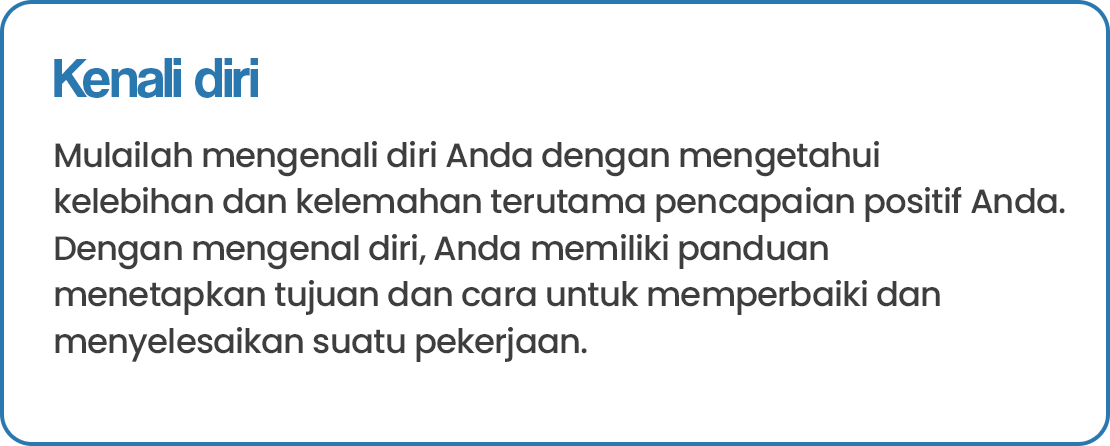 Kenali diri
Mulailah mengenali diri Anda dengan mengetahui
kelebihan dan kelemahan terutama pencapaian positif Anda.
Dengan mengenal diri, Anda memiliki panduan
menetapkan tujuan dan cara untuk memperbaiki dan
menyelesaikan suatu pekerjaan.